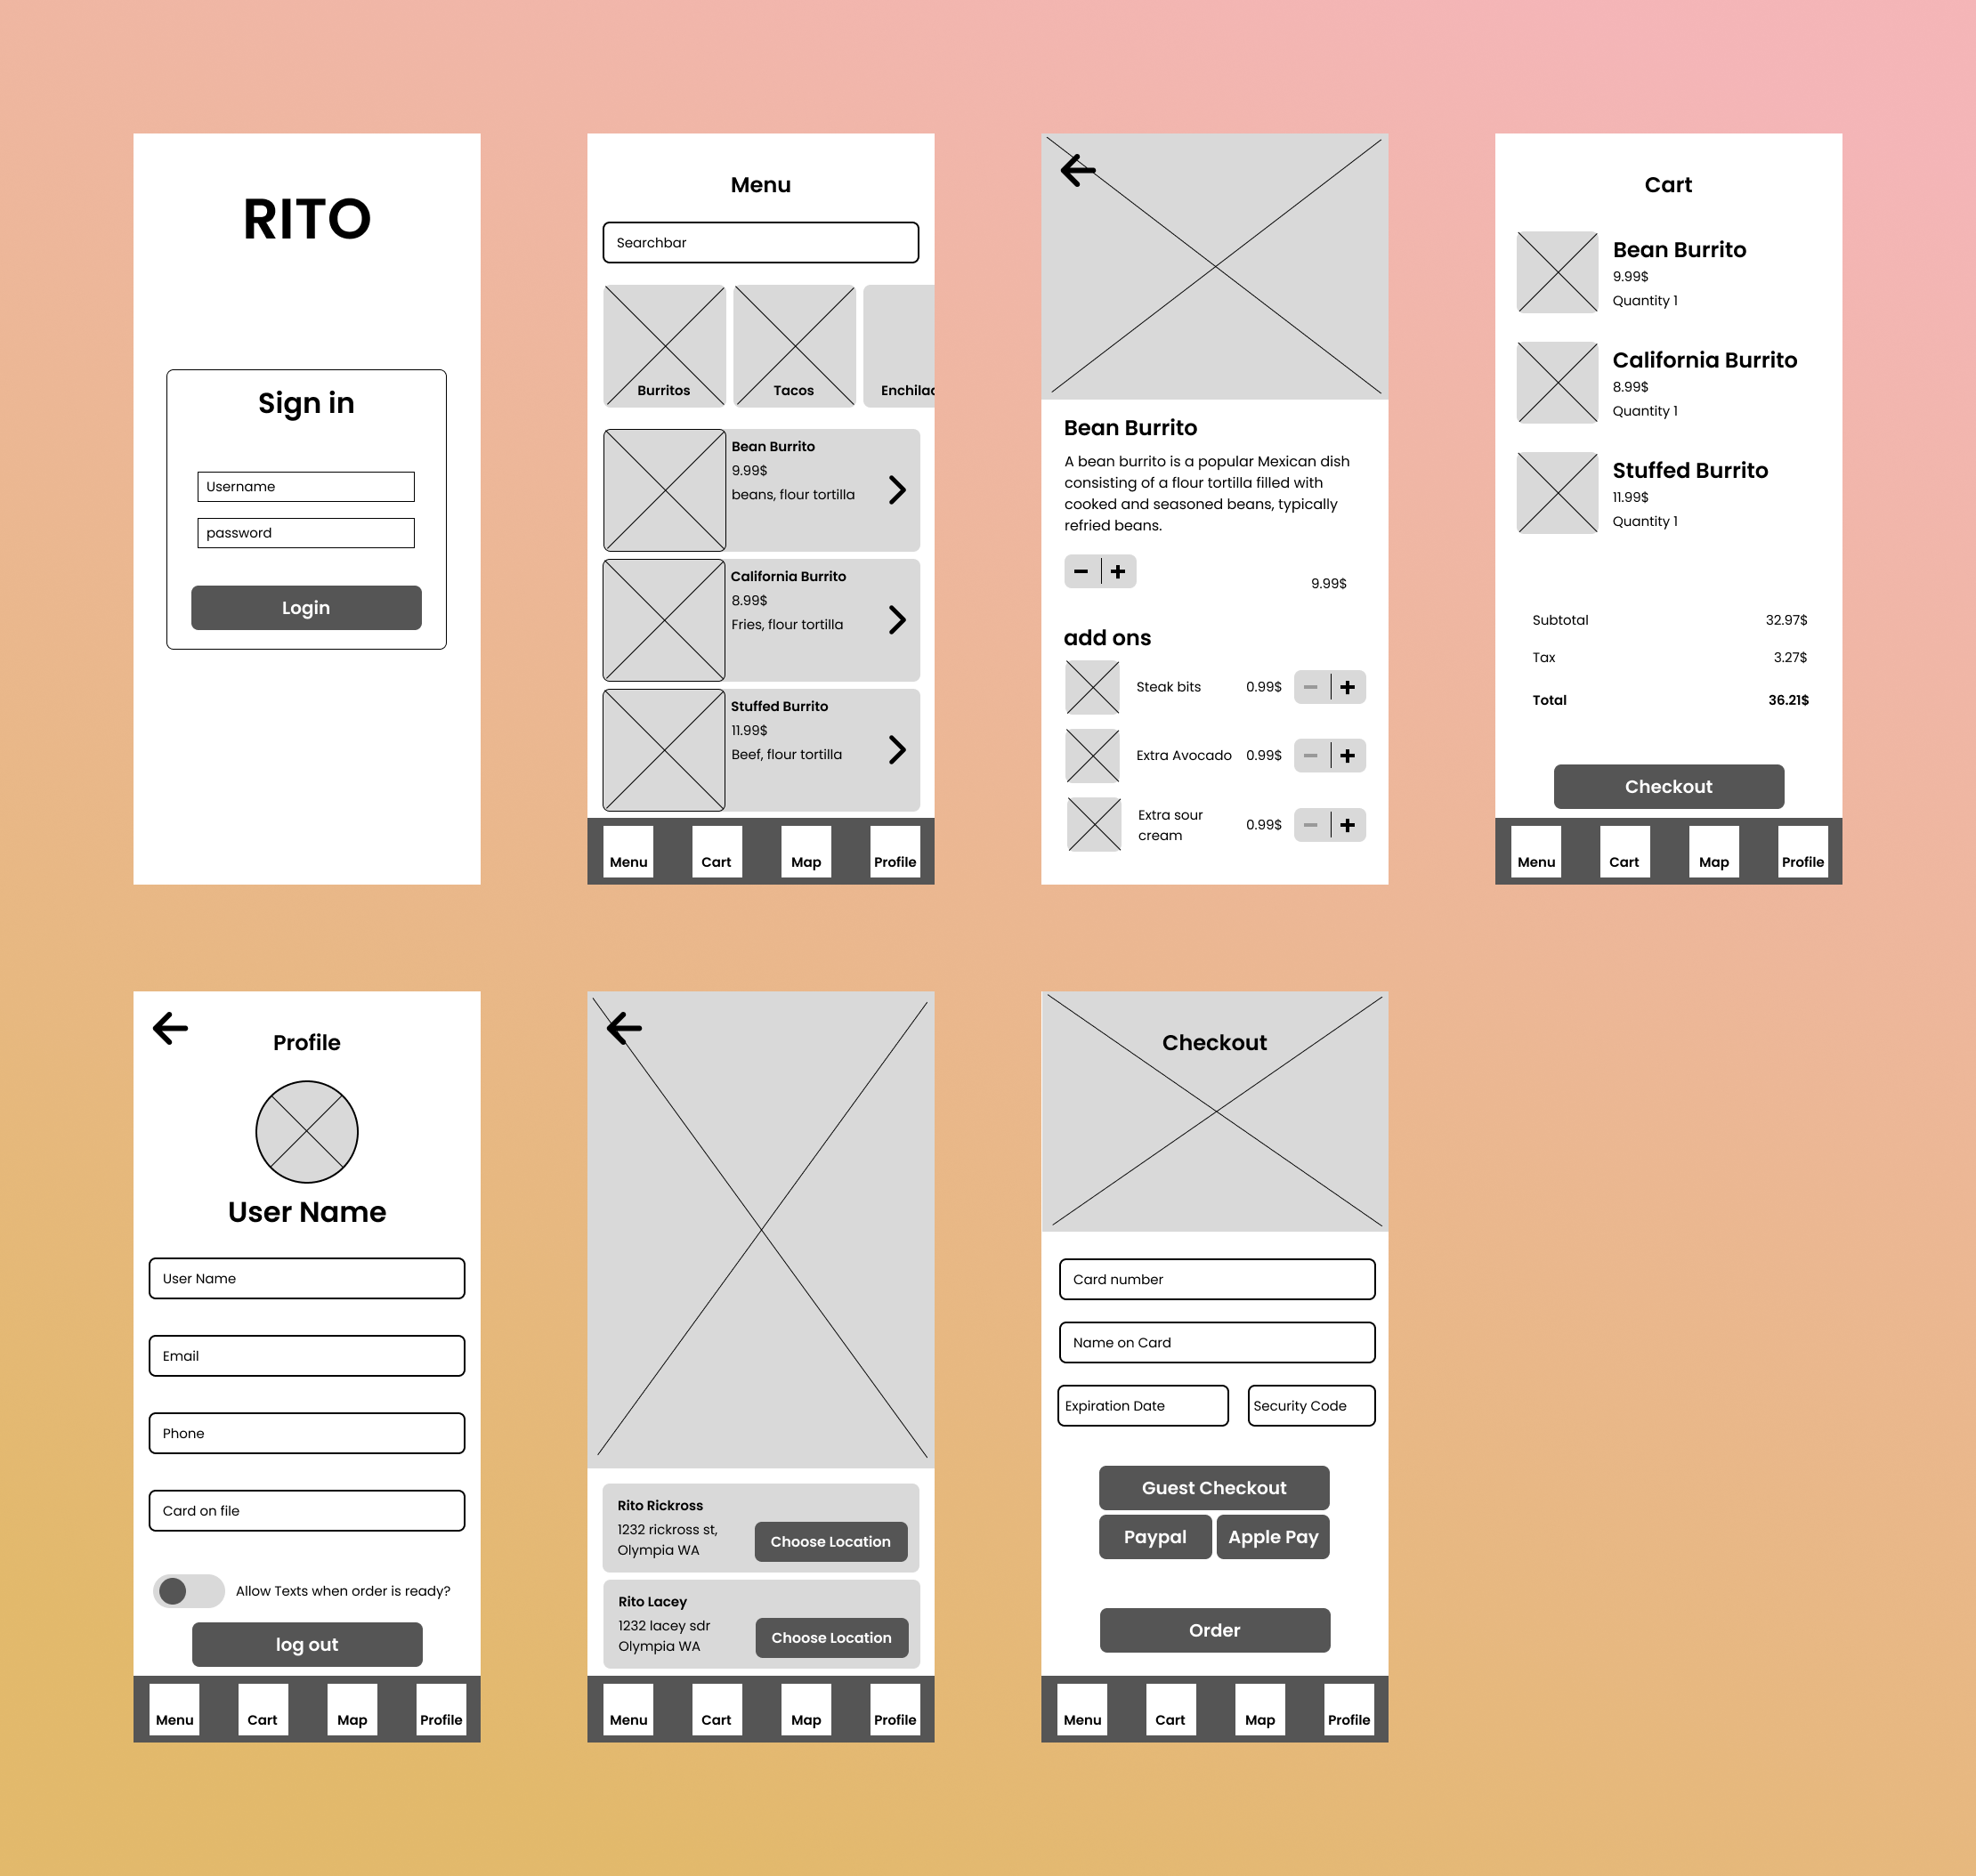 RITO
Sign in
Username
password
Login
Menu
Searchbar
Burritos
Tacos
Enchilac
Bean Burrito
9.99$
beans, flour tortilla
California Burrito
8.99$
Fries, flour tortilla
Stuffed Burrito
11.99$
Beef, flour tortilla
Menu Cart Map Profile
Bean Burrito
A bean burrito is a popular Mexican dish
consisting of a flour tortilla filled with
cooked and seasoned beans, typically
refried beans.
9.99$
add ons
Steak bits 0.99$
Extra Avocado 0.99$
Extra sour
cream
0.99$
Cart
Bean Burrito
9.99$
Quantity 1
California Burrito
8.99$
Quantity 1
Stuffed Burrito
11.99$
Quantity 1
Subtotal 32.97$
Tax 3.27$
Total 36.21$
Checkout
Menu Cart Map Profile
Profile
User Name
User Name
Email
Phone
Card on file
Allow Texts when order is ready?
log out
Menu Cart Map Profile
Rito Rickross
1232 rickross st,
Olympia WA
Choose Location
Rito Lacey
1232 lacey sdr
Olympia WA
Choose Location
Menu Cart Map Profile
Checkout
Card number
Name on Card
Expiration Date Security Code
Guest Checkout
Paypal Apple Pay
Order
Menu Cart Map Profile